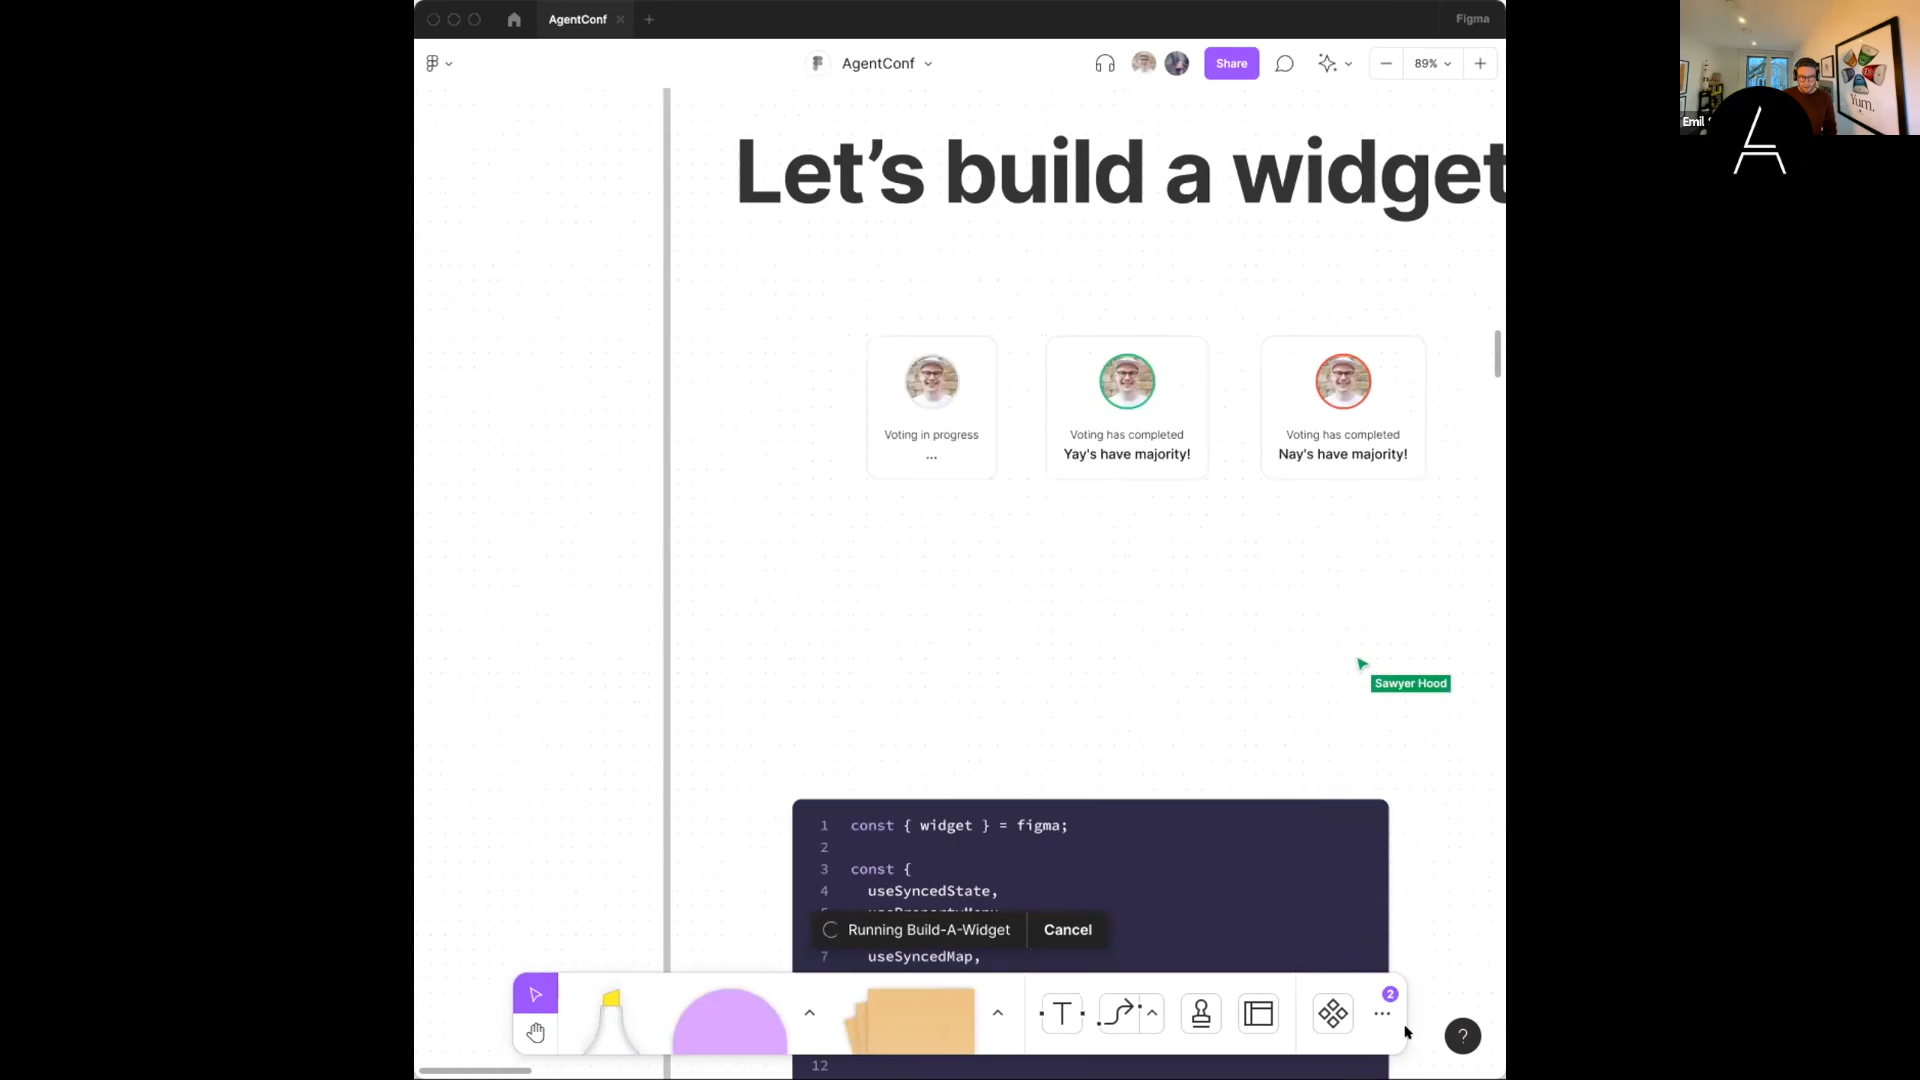 AgentConf
Figma
AgentConf
Share
89%
Emil
Yum.
Let's build a widget
Voting in progress
...
Voting has completed
Yay's have majority!
Voting has completed
Nay's have majority!
Sawyer Hood
1 const { widget } = figma;
2
3 const {
4 useSyncedState,
Running Build-A-Widget
Cancel
7 useSyncedMap,
2
T
?
12